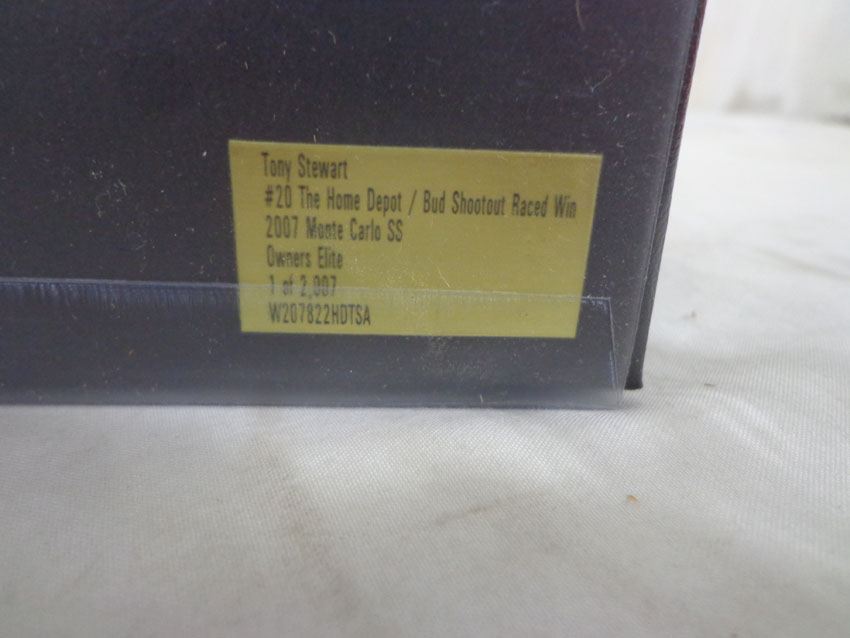 Tony Stewart
#20 The Home Depot / Bud Shootout Raced Win
2007 Monte Carlo SS
Owners Elite
1 of 2,007
W207822HDTSA